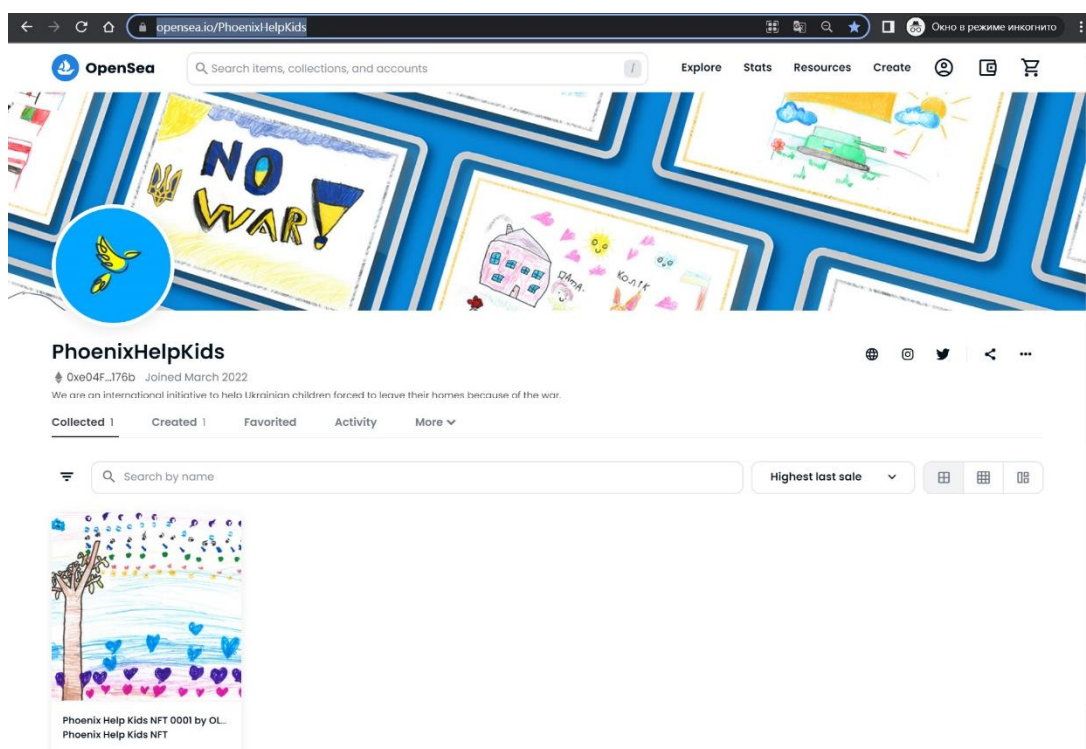 opensea.io/PhoenixHelpKids
Окно в режиме инкогнито
OpenSea
Search items, collections, and accounts
/
Explore
Stats
Resources
Create
NO
WAR!
ПАПА.
КОЛІК
PhoenixHelpKids
0xe04F...176b Joined March 2022
We are an international initiative to help Ukrainian children forced to leave their homes because of the war.
Collected 1
Created 1
Favorited
Activity
More
Search by name
Highest last sale
Phoenix Help Kids NFT 0001 by OL...
Phoenix Help Kids NFT